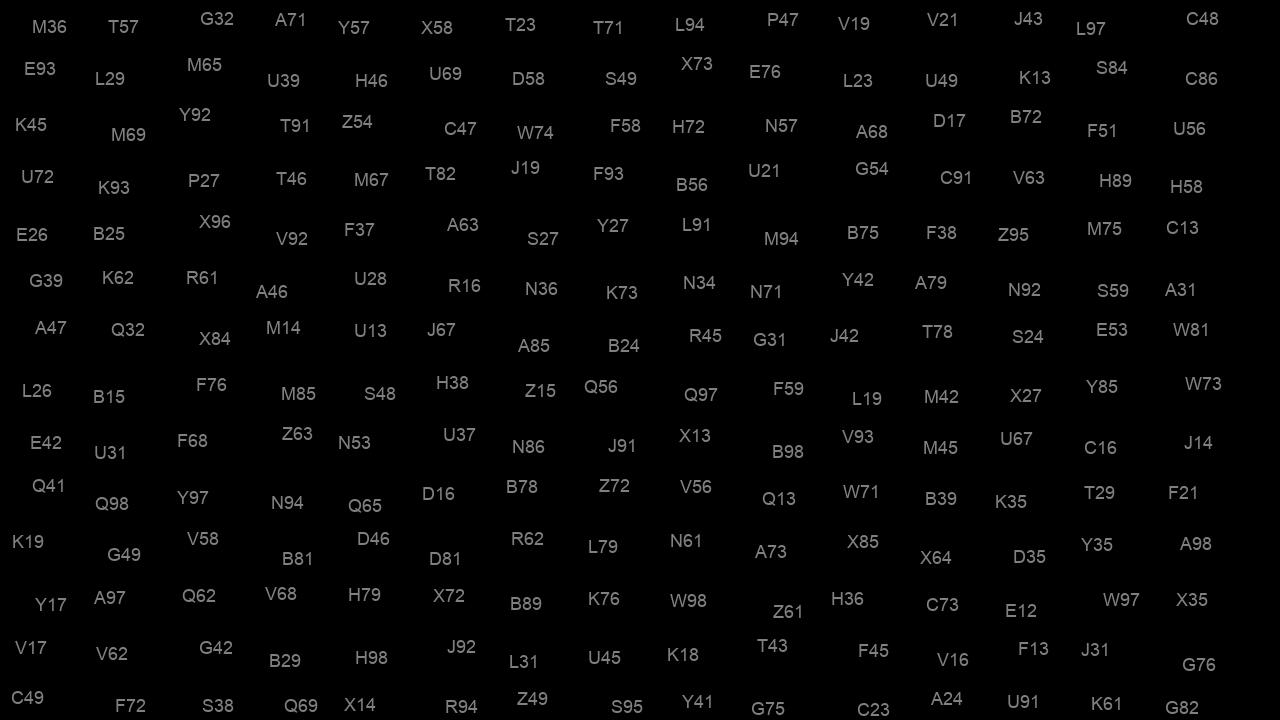 M36 T57 G32 A71 Y57 X58 T23 T71 L94 P47 V19 V21 J43 L97 C48
E93 L29 M65 U39 H46 U69 D58 S49 X73 E76 L23 U49 K13 S84 C86
K45 M69 Y92 T91 Z54 C47 W74 F58 H72 N57 A68 D17 B72 F51 U56
U72 K93 P27 T46 M67 T82 J19 F93 B56 U21 G54 C91 V63 H89 H58
E26 B25 X96 V92 F37 A63 S27 Y27 L91 M94 B75 F38 Z95 M75 C13
G39 K62 R61 A46 U28 R16 N36 K73 N34 N71 Y42 A79 N92 S59 A31
A47 Q32 X84 M14 U13 J67 A85 B24 R45 G31 J42 T78 S24 E53 W81
L26 B15 F76 M85 S48 H38 Z15 Q56 Q97 F59 L19 M42 X27 Y85 W73
E42 U31 F68 Z63 N53 U37 N86 J91 X13 B98 V93 M45 U67 C16 J14
Q41 Q98 Y97 N94 Q65 D16 B78 Z72 V56 Q13 W71 B39 K35 T29 F21
K19 G49 V58 B81 D46 D81 R62 L79 N61 A73 X85 X64 D35 Y35 A98
Y17 A97 Q62 V68 H79 X72 B89 K76 W98 Z61 H36 C73 E12 W97 X35
V17 V62 G42 B29 H98 J92 L31 U45 K18 T43 F45 V16 F13 J31 G76
C49 F72 S38 Q69 X14 R94 Z49 S95 Y41 G75 C23 A24 U91 K61 G82